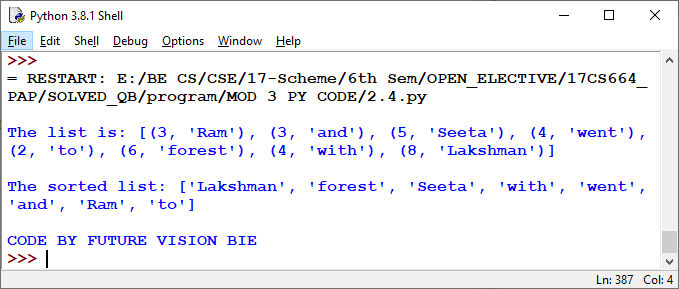 Python 3.8.1 Shell
File Edit Shell Debug Options Window Help
>>>
= RESTART: E:/BE CS/CSE/17-Scheme/6th Sem/OPEN_ELECTIVE/17CS664_
PAP/SOLVED_QB/program/MOD 3 PY CODE/2.4.py
The list is: [(3, 'Ram'), (3, 'and'), (5, 'Seeta'), (4, 'went'),
(2, 'to'), (6, 'forest'), (4, 'with'), (8, 'Lakshman')]
The sorted list: ['Lakshman', 'forest', 'Seeta', 'with', 'went',
'and', 'Ram', 'to']
CODE BY FUTURE VISION BIE
>>>
Ln: 387 Col: 4